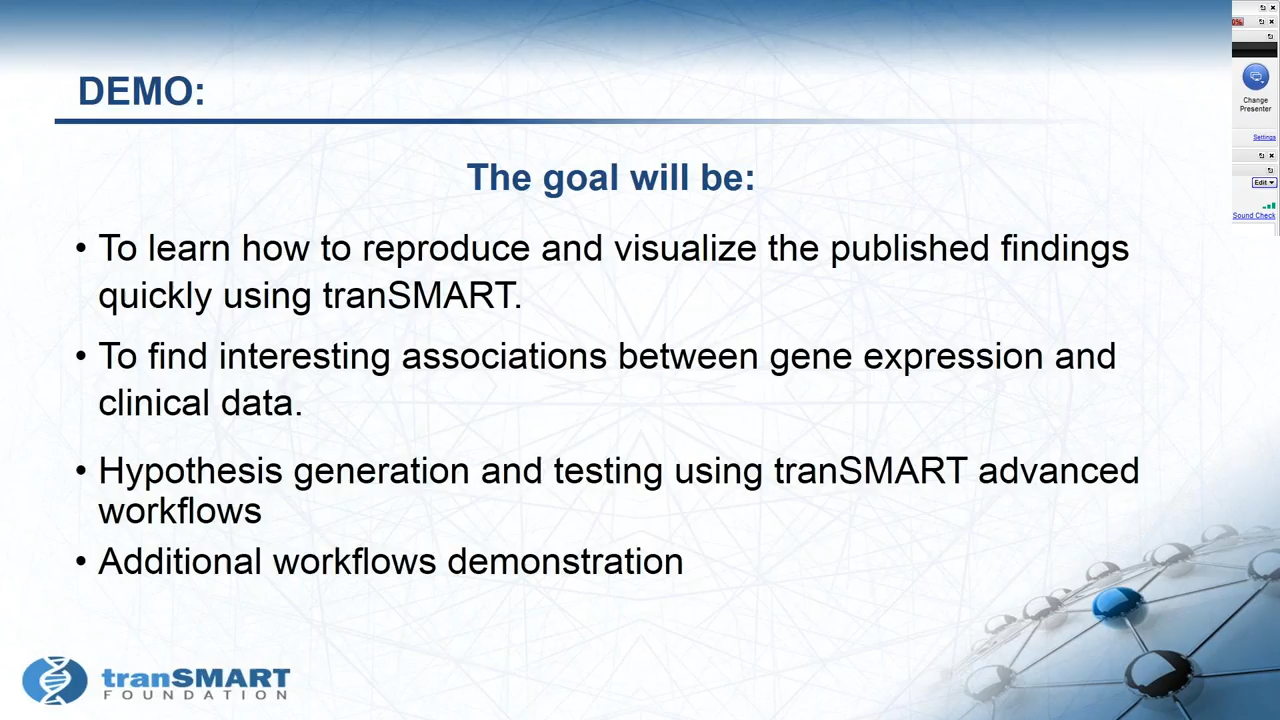 DEMO:
The goal will be:
• To learn how to reproduce and visualize the published findings
quickly using tranSMART.
• To find interesting associations between gene expression and
clinical data.
• Hypothesis generation and testing using tranSMART advanced
workflows
• Additional workflows demonstration
tranSMART
FOUNDATION
Change
Presenter
Settings
Edit
Sound Check